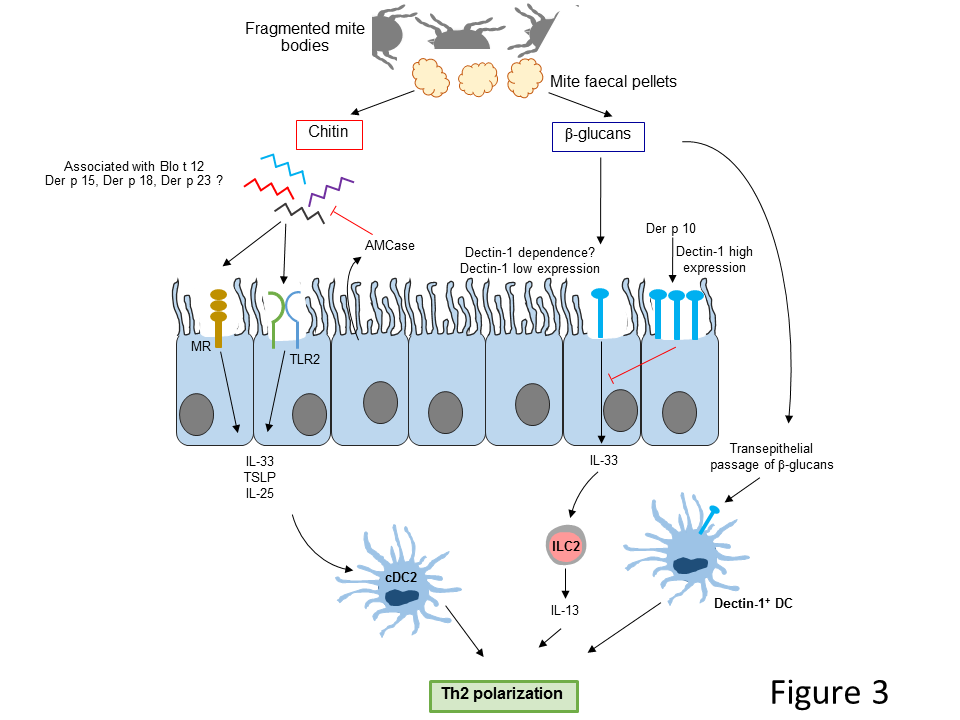 Fragmented mite
bodies
Mite faecal pellets
Chitin
β-glucans
Associated with Blo t 12
Der p 15, Der p 18, Der p 23 ?
AMCase
Der p 10
Dectin-1 dependence?
Dectin-1 low expression
Dectin-1 high
expression
MR
TLR2
IL-33
TSLP
IL-25
IL-33
Transepithelial
passage of β-glucans
cDC2
ILC2
IL-13
Dectin-1+ DC
Th2 polarization
Figure 3